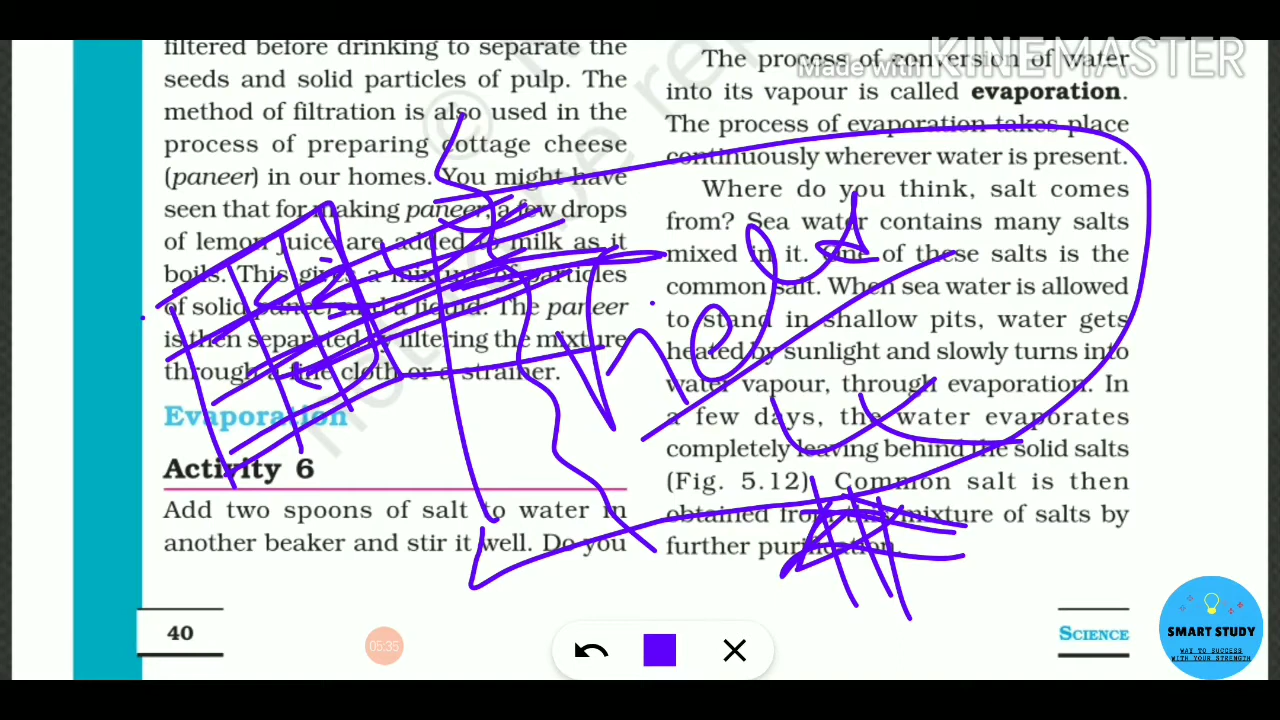 Made with KINEMASTER
filtered before drinking to separate the
seeds and solid particles of pulp. The
method of filtration is also used in the
process of preparing cottage cheese
(paneer) in our homes. You might have
seen that for making paneer, a few drops
of lemon juice are added to milk as it
boils. This gives a mixture of particles
of solid paneer and a liquid. The paneer
is then separated by filtering the mixture
through a fine cloth or a strainer.
Evaporation
Activity 6
Add two spoons of salt to water in
another beaker and stir it well. Do you
The process of conversion of water
into its vapour is called evaporation.
The process of evaporation takes place
continuously wherever water is present.
Where do you think, salt comes
from? Sea water contains many salts
mixed in it. One of these salts is the
common salt. When sea water is allowed
to stand in shallow pits, water gets
heated by sunlight and slowly turns into
water vapour, through evaporation. In
a few days, the water evaporates
completely leaving behind the solid salts
(Fig. 5.12). Common salt is then
obtained from this mixture of salts by
further purification.
40
05:35
SCIENCE
SMART STUDY
WAY TO SUCCESS
WITH YOUR STRENGTH